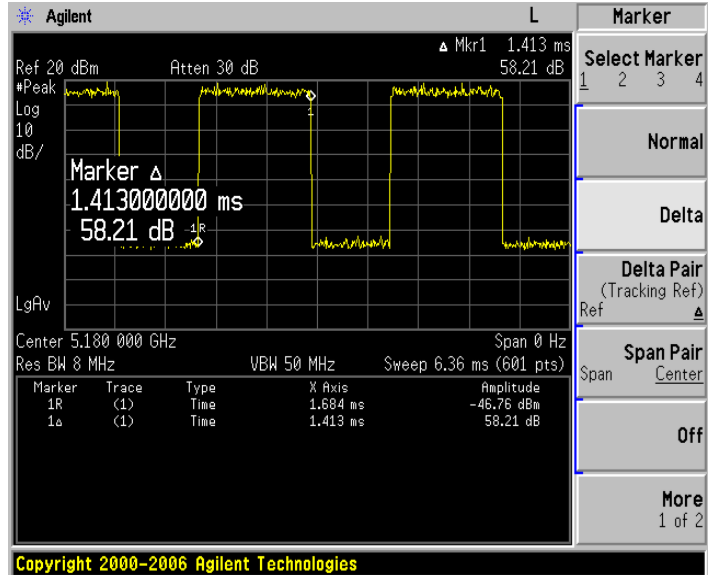 Agilent L
Δ Mkr1 1.413 ms
Ref 20 dBm Atten 30 dB 58.21 dB
#Peak
Log
10
dB/
1
Marker Δ
1.413000000 ms
58.21 dB
1R
LgAv
Center 5.180 000 GHz Span 0 Hz
Res BW 8 MHz VBW 50 MHz Sweep 6.36 ms (601 pts)
Marker Trace Type X Axis Amplitude
1R (1) Time 1.684 ms -46.76 dBm
1Δ (1) Time 1.413 ms 58.21 dB
Copyright 2000-2006 Agilent Technologies
Marker
Select Marker
1 2 3 4
Normal
Delta
Delta Pair
(Tracking Ref)
Ref Δ
Span Pair
Span Center
Off
More
1 of 2